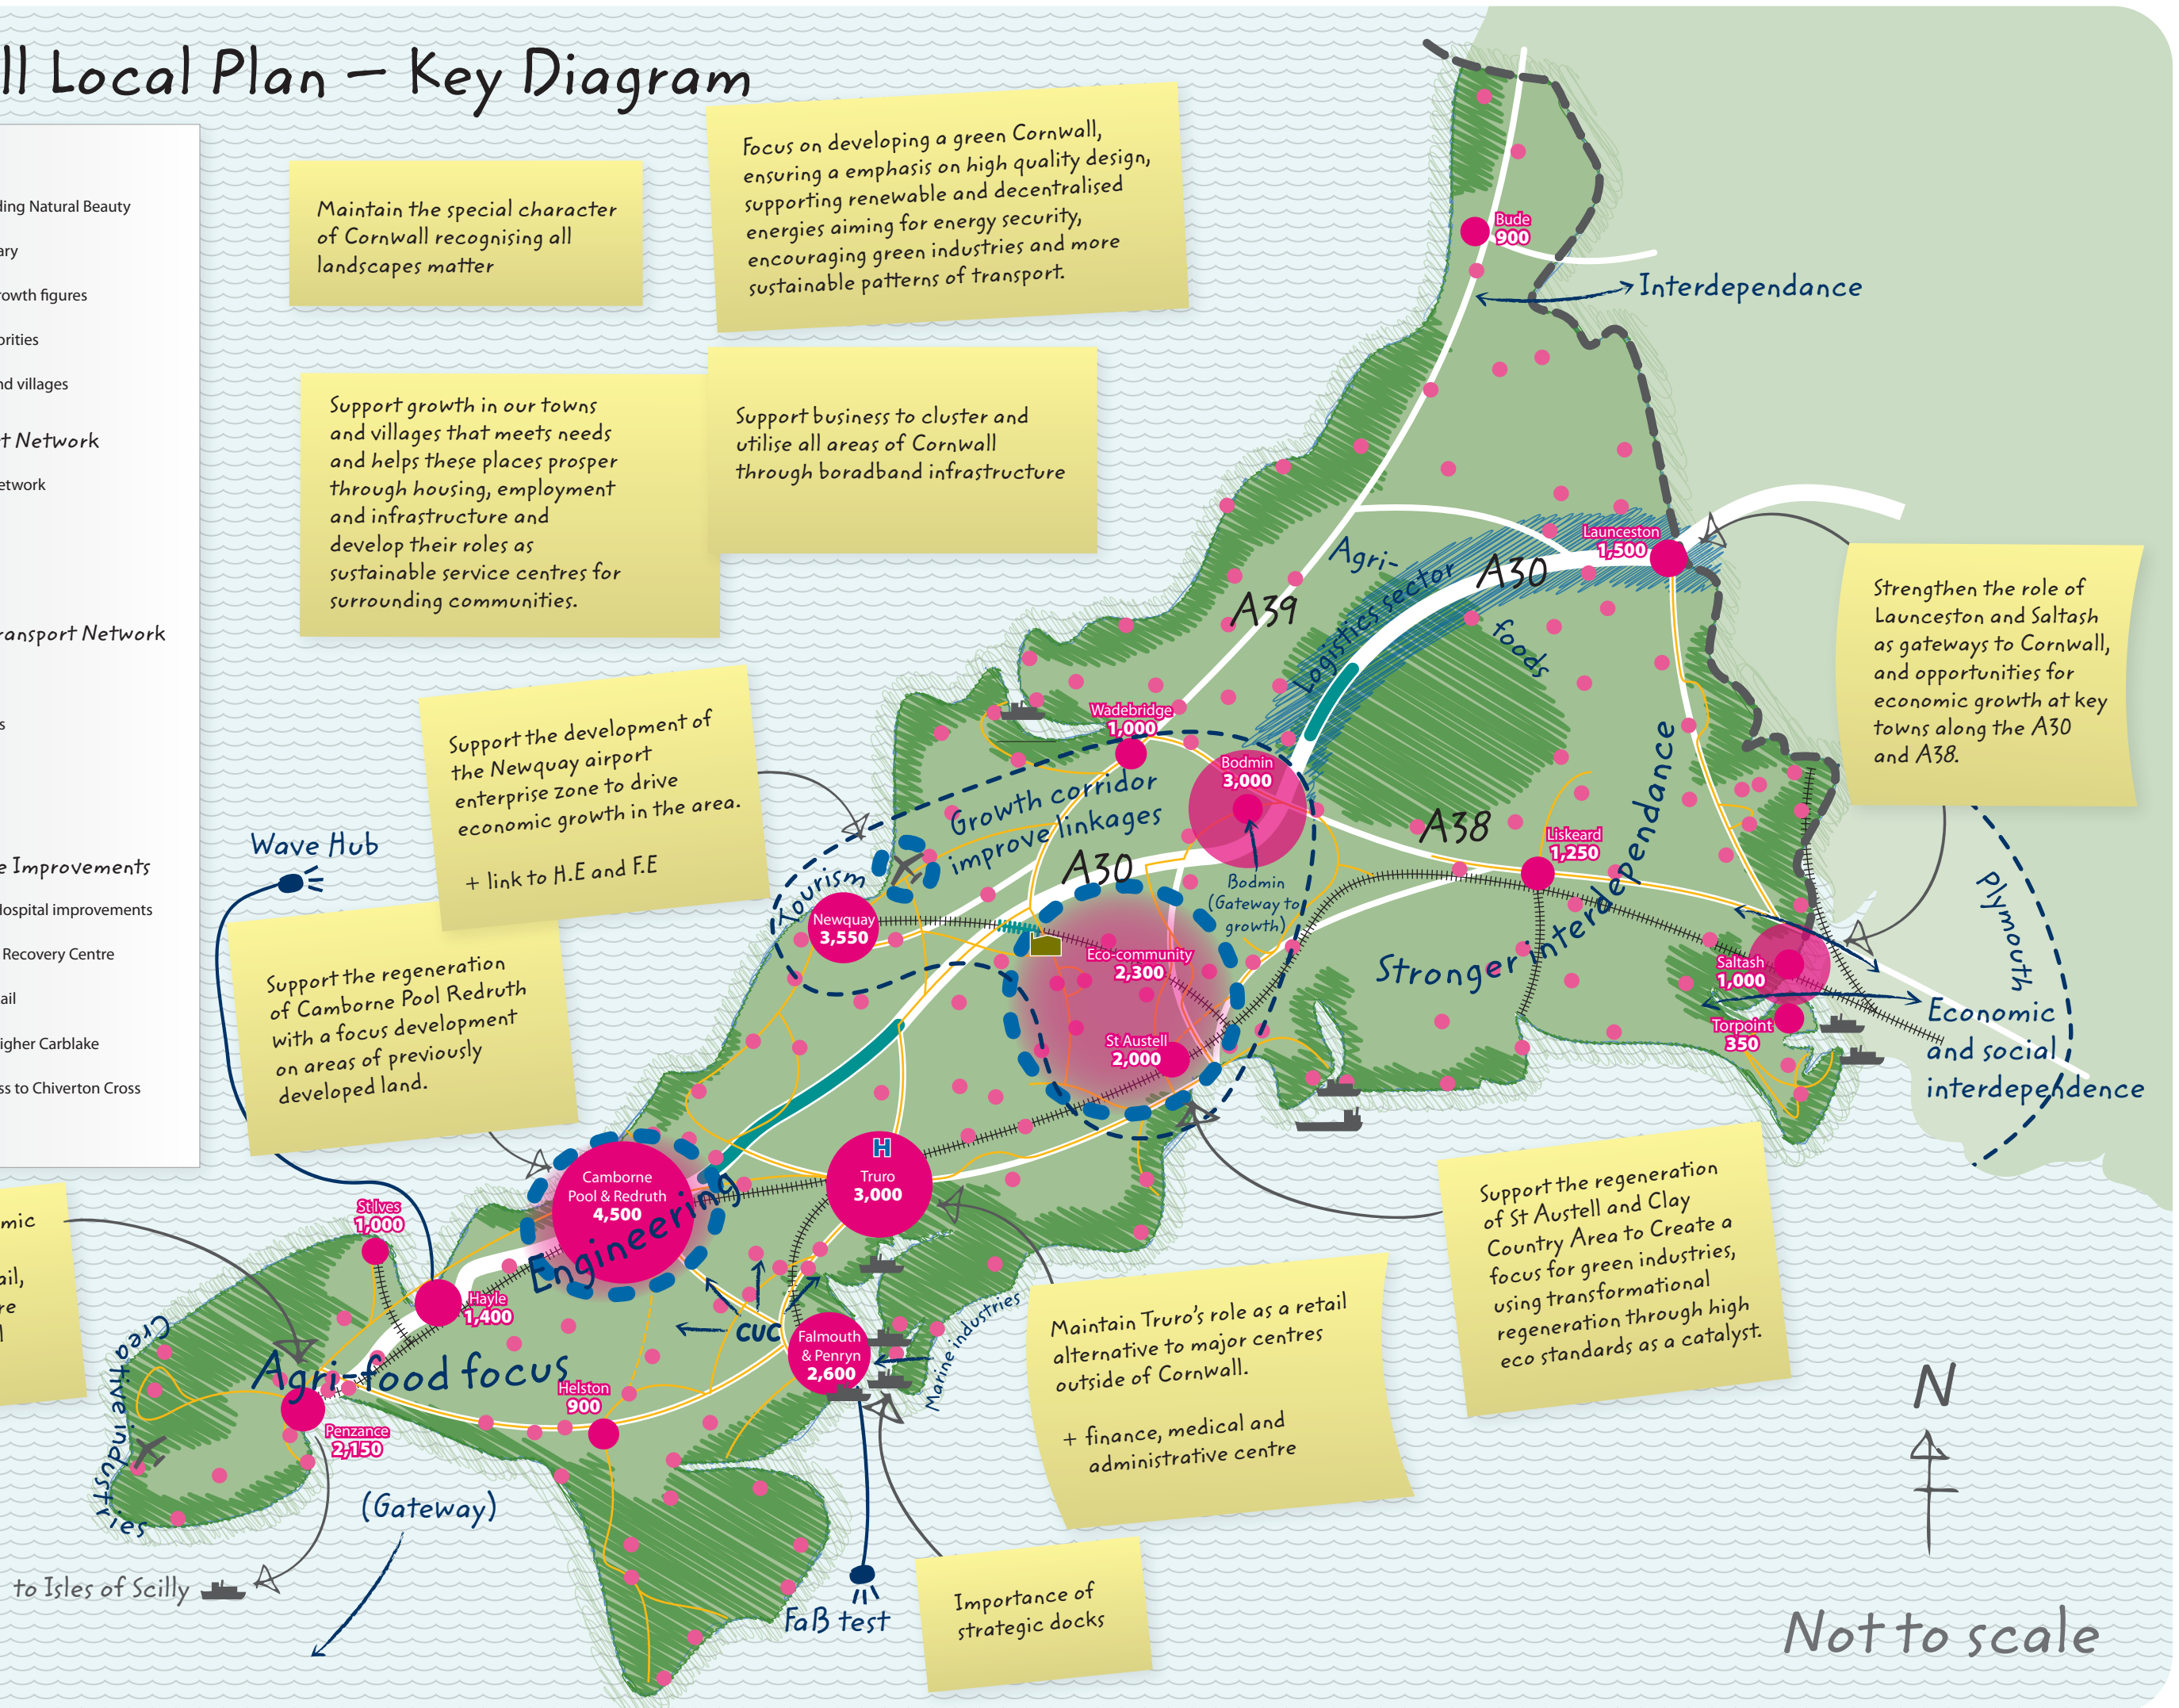 ll Local Plan – Key Diagram
ding Natural Beauty
ary
rowth figures
orities
nd villages
t Network
etwork
ransport Network
s
e Improvements
Hospital improvements
Recovery Centre
ail
igher Carblake
ss to Chiverton Cross
Maintain the special character
of Cornwall recognising all
landscapes matter
Focus on developing a green Cornwall,
ensuring a emphasis on high quality design,
supporting renewable and decentralised
energies aiming for energy security,
encouraging green industries and more
sustainable patterns of transport.
Support growth in our towns
and villages that meets needs
and helps these places prosper
through housing, employment
and infrastructure and
develop their roles as
sustainable service centres for
surrounding communities.
Support business to cluster and
utilise all areas of Cornwall
through boradband infrastructure
Bude
900
Interdependance
Launceston
1,500
Agri-
foods
Logistics sector
A30
A39
Strengthen the role of
Launceston and Saltash
as gateways to Cornwall,
and opportunities for
economic growth at key
towns along the A30
and A38.
Support the development of
the Newquay airport
enterprise zone to drive
economic growth in the area.
+ link to H.E and F.E
Wadebridge
1,000
Bodmin
3,000
Growth corridor
improve linkages
A30
A38
Liskeard
1,250
Wave Hub
Tourism
Newquay
3,550
Bodmin
(Gateway to
growth)
Eco-community
2,300
St Austell
2,000
Stronger interdependance
Saltash
1,000
Torpoint
350
Plymouth
Economic
and social
interdependence
Support the regeneration
of Camborne Pool Redruth
with a focus development
on areas of previously
developed land.
Camborne
Pool & Redruth
4,500
Engineering
H
Truro
3,000
mic
ail,
re
l
St Ives
1,000
Hayle
1,400
CUC
Falmouth
& Penryn
2,600
Marine industries
Creative industries
Agri-food focus
Helston
900
Penzance
2,150
(Gateway)
to Isles of Scilly
FaB test
Maintain Truro's role as a retail
alternative to major centres
outside of Cornwall.
+ finance, medical and
administrative centre
Support the regeneration
of St Austell and Clay
Country Area to Create a
focus for green industries,
using transformational
regeneration through high
eco standards as a catalyst.
Importance of
strategic docks
N
Not to scale